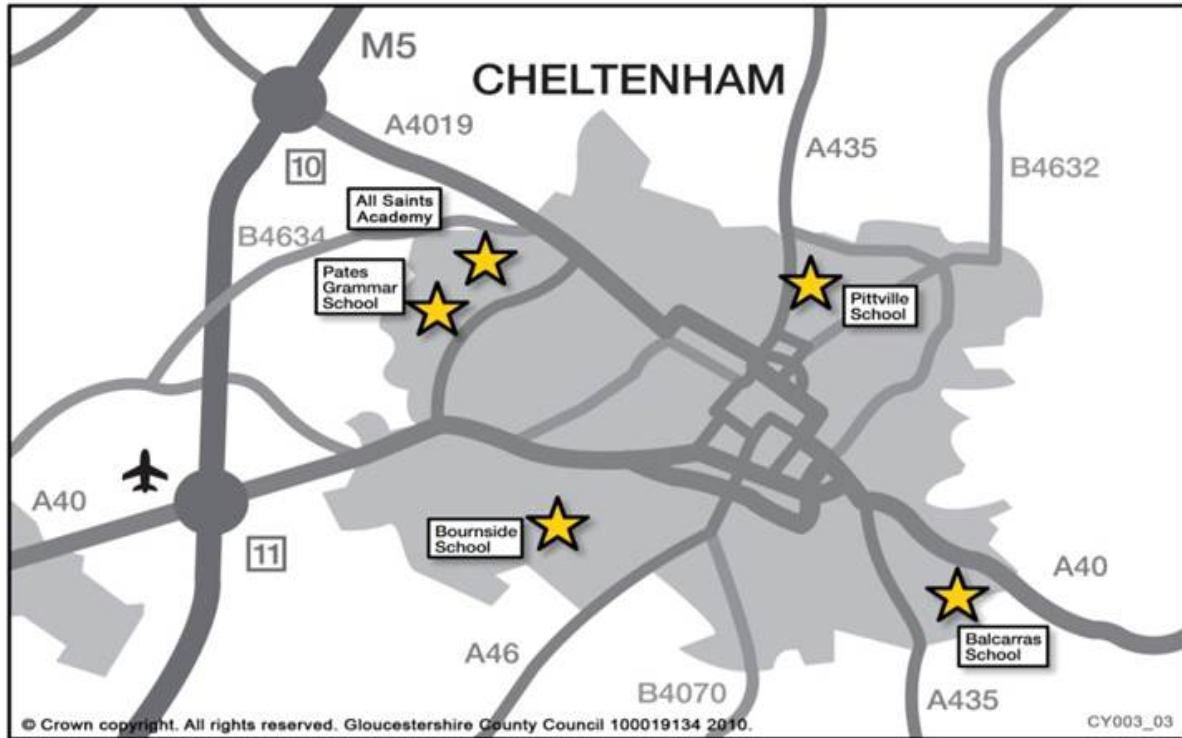 M5
CHELTENHAM
A4019
A435
10
B4632
All Saints
Academy
B4634
Pates
Grammar
School
Pittville
School
A40
11
Bournside
School
A40
A46
Balcarras
School
B4070
A435
© Crown copyright. All rights reserved. Gloucestershire County Council 100019134 2010.
CY003_03